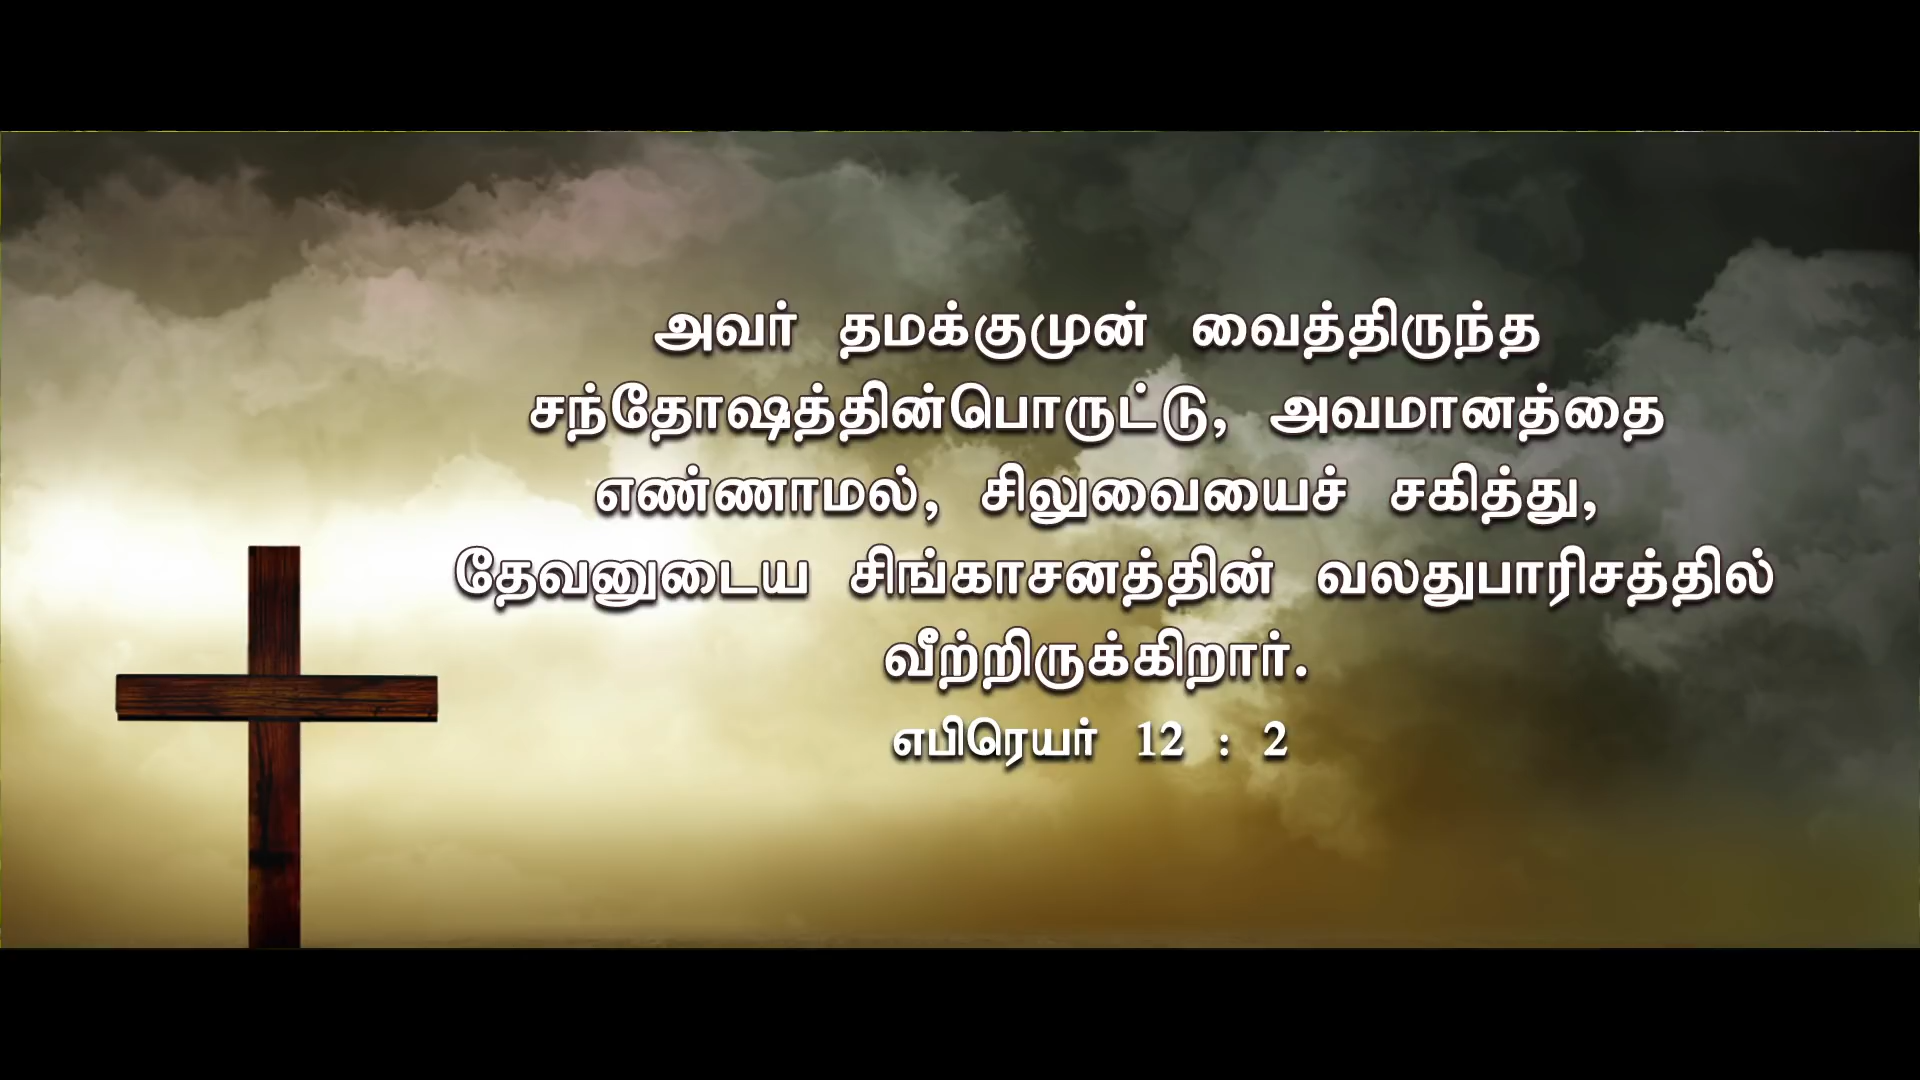 அவர் தமக்குமுன் வைத்திருந்த
சந்தோஷத்தின்பொருட்டு, அவமானத்தை
எண்ணாமல், சிலுவையைச் சகித்து,
தேவனுடைய சிங்காசனத்தின் வலதுபாரிசத்தில்
வீற்றிருக்கிறார்.
எபிரெயர் 12 : 2